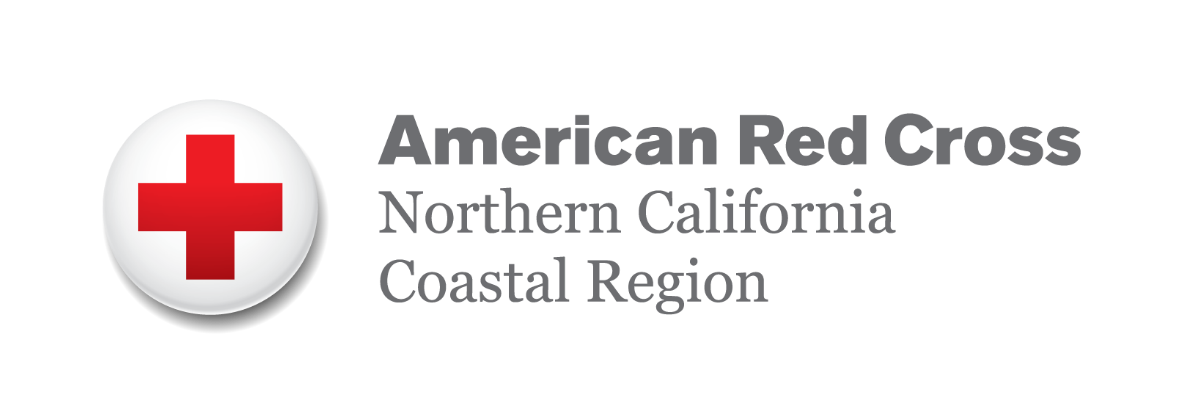 American Red Cross
Northern California
Coastal Region